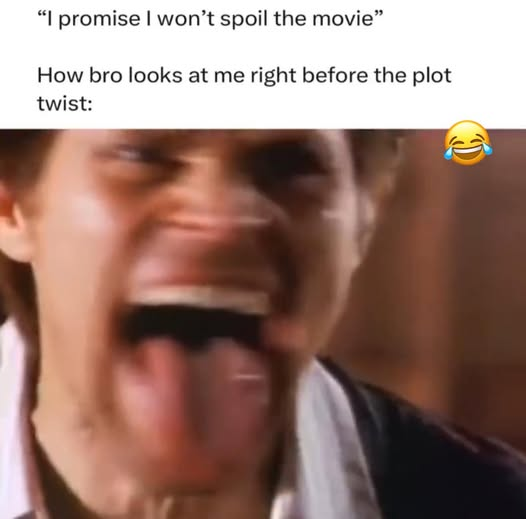 “I promise I won’t spoil the movie”
How bro looks at me right before the plot
twist: